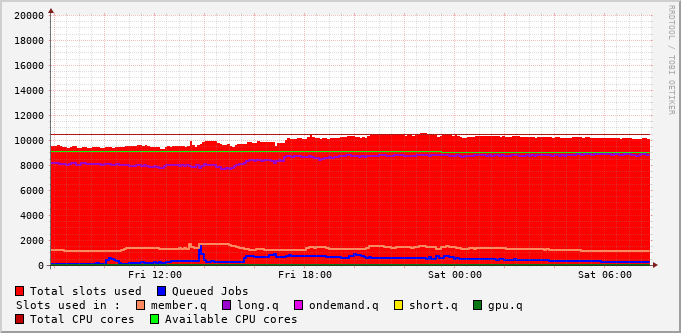 RRDTOOL / TOBI OETIKER
20000
18000
16000
14000
12000
10000
8000
6000
4000
2000
0
Fri 12:00 Fri 18:00 Sat 00:00 Sat 06:00
Total slots used Queued Jobs
Slots used in : member.q long.q ondemand.q short.q gpu.q
Total CPU cores Available CPU cores